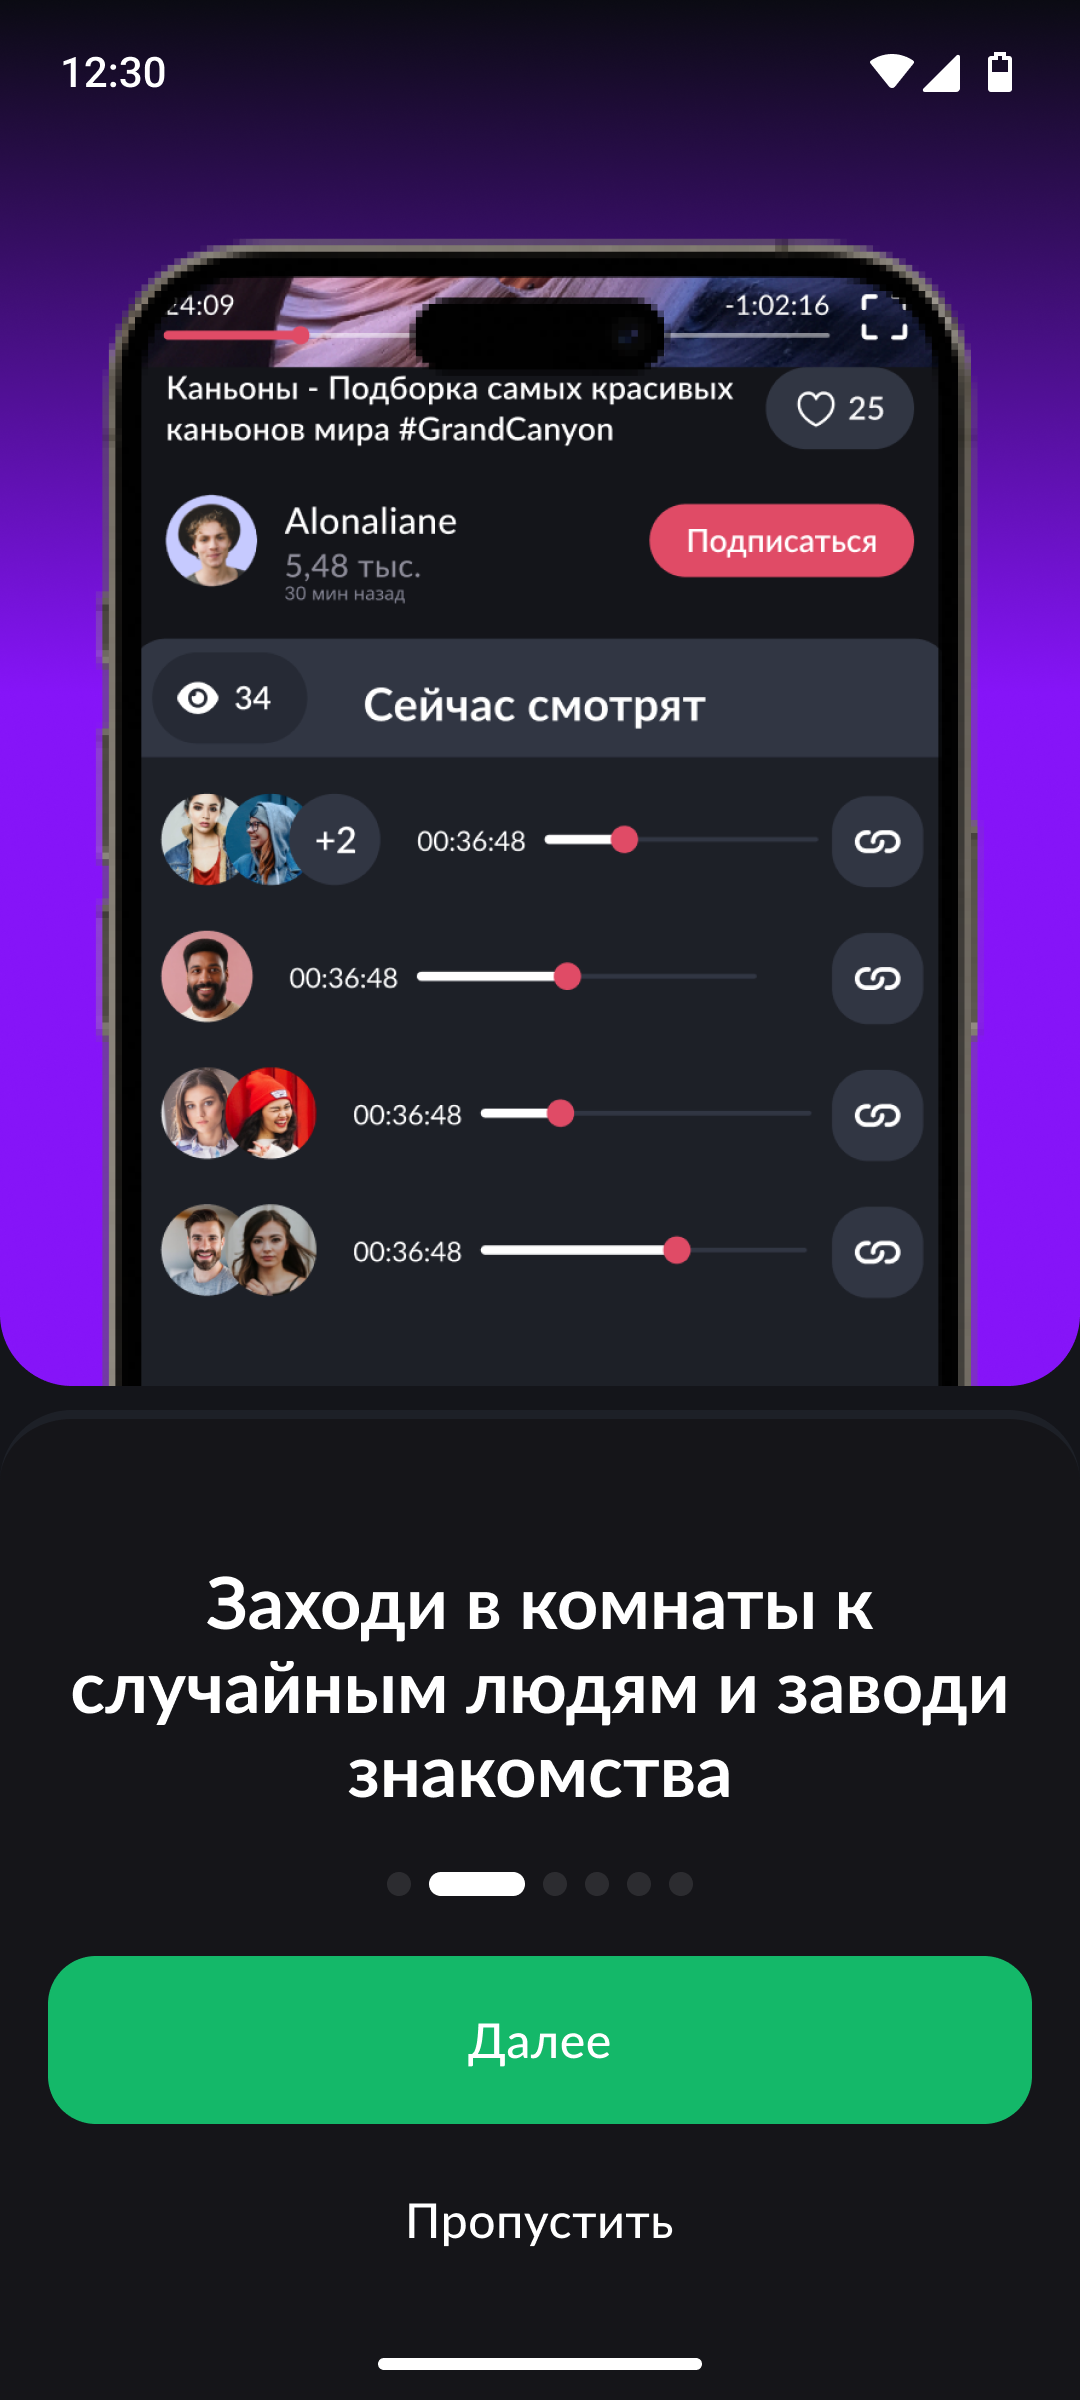 12:30
24:09
-1:02:16
Каньоны - Подборка самых красивых
каньонов мира #GrandCanyon
25
Alonaliane
5,48 тыс.
30 мин назад
Подписаться
34
Сейчас смотрят
+2
00:36:48
00:36:48
00:36:48
00:36:48
Заходи в комнаты к
случайным людям и заводи
знакомства
Далее
Пропустить